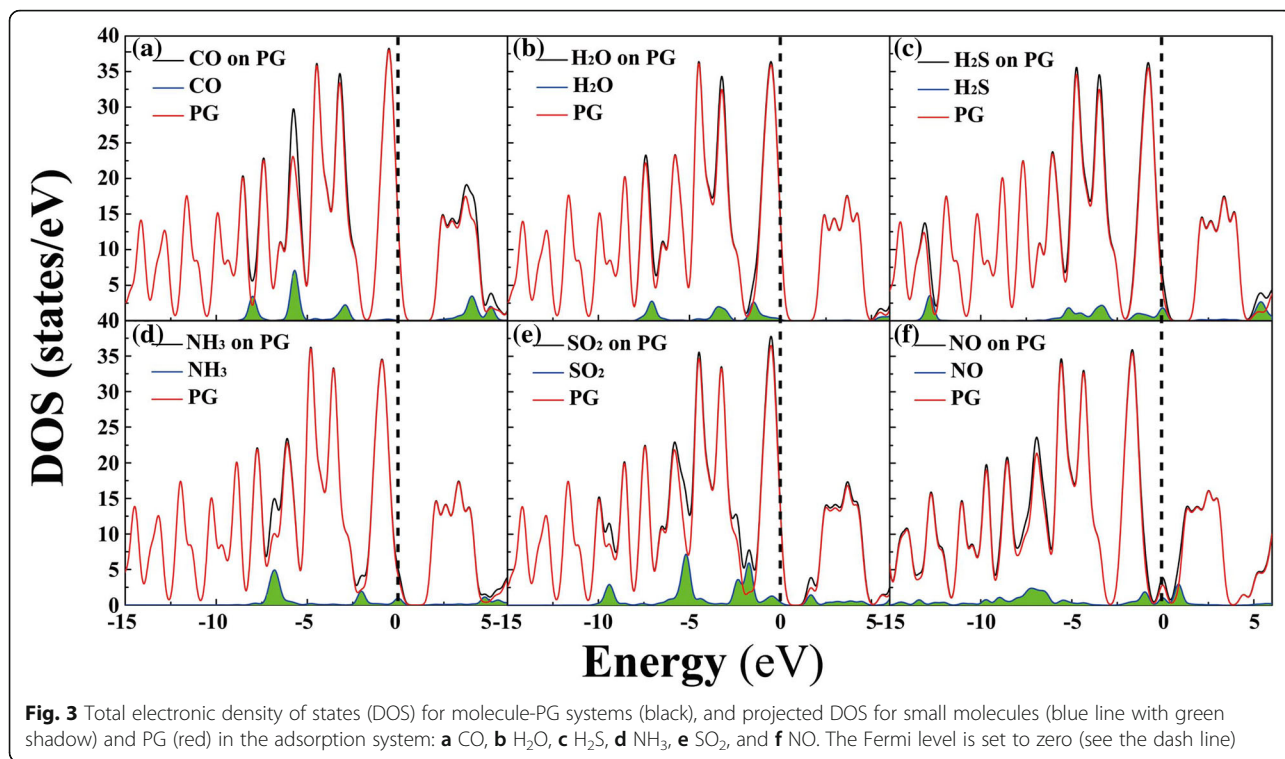 DOS (states/eV)
40
35
30
25
20
15
10
5
40
(a)
CO on PG
CO
PG
(b)
H₂O on PG
H₂O
PG
(c)
H₂S on PG
H₂S
PG
35
30
25
20
15
10
5
0
(d)
NH₃ on PG
NH₃
PG
(e)
SO₂ on PG
SO₂
PG
(f)
NO on PG
NO
PG
-15 -10 -5 0 5-15 -10 -5 0 5-15 -10 -5 0 5
Energy (eV)
Fig. 3 Total electronic density of states (DOS) for molecule-PG systems (black), and projected DOS for small molecules (blue line with green
shadow) and PG (red) in the adsorption system: a CO, b H₂O, c H₂S, d NH₃, e SO₂, and f NO. The Fermi level is set to zero (see the dash line)